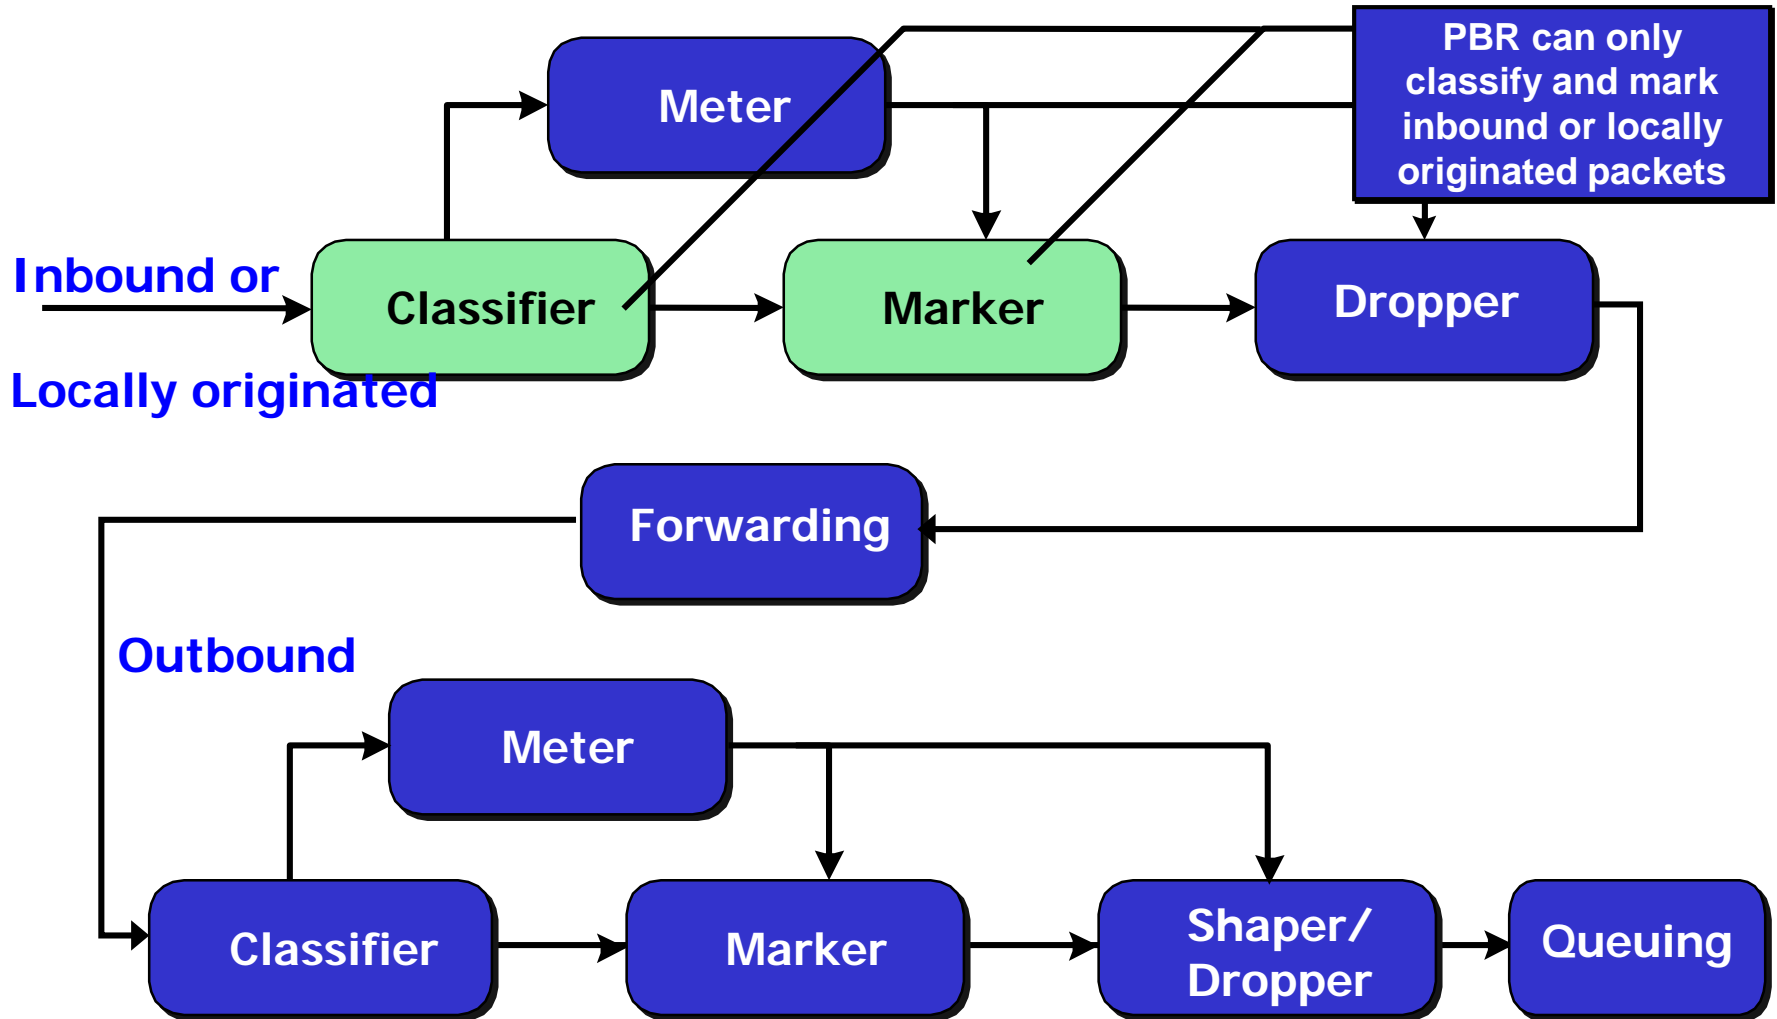 PBR can only
classify and mark
inbound or locally
originated packets
Meter
Inbound or
Locally originated
Classifier
Marker
Dropper
Forwarding
Outbound
Meter
Classifier
Marker
Shaper/
Dropper
Queuing